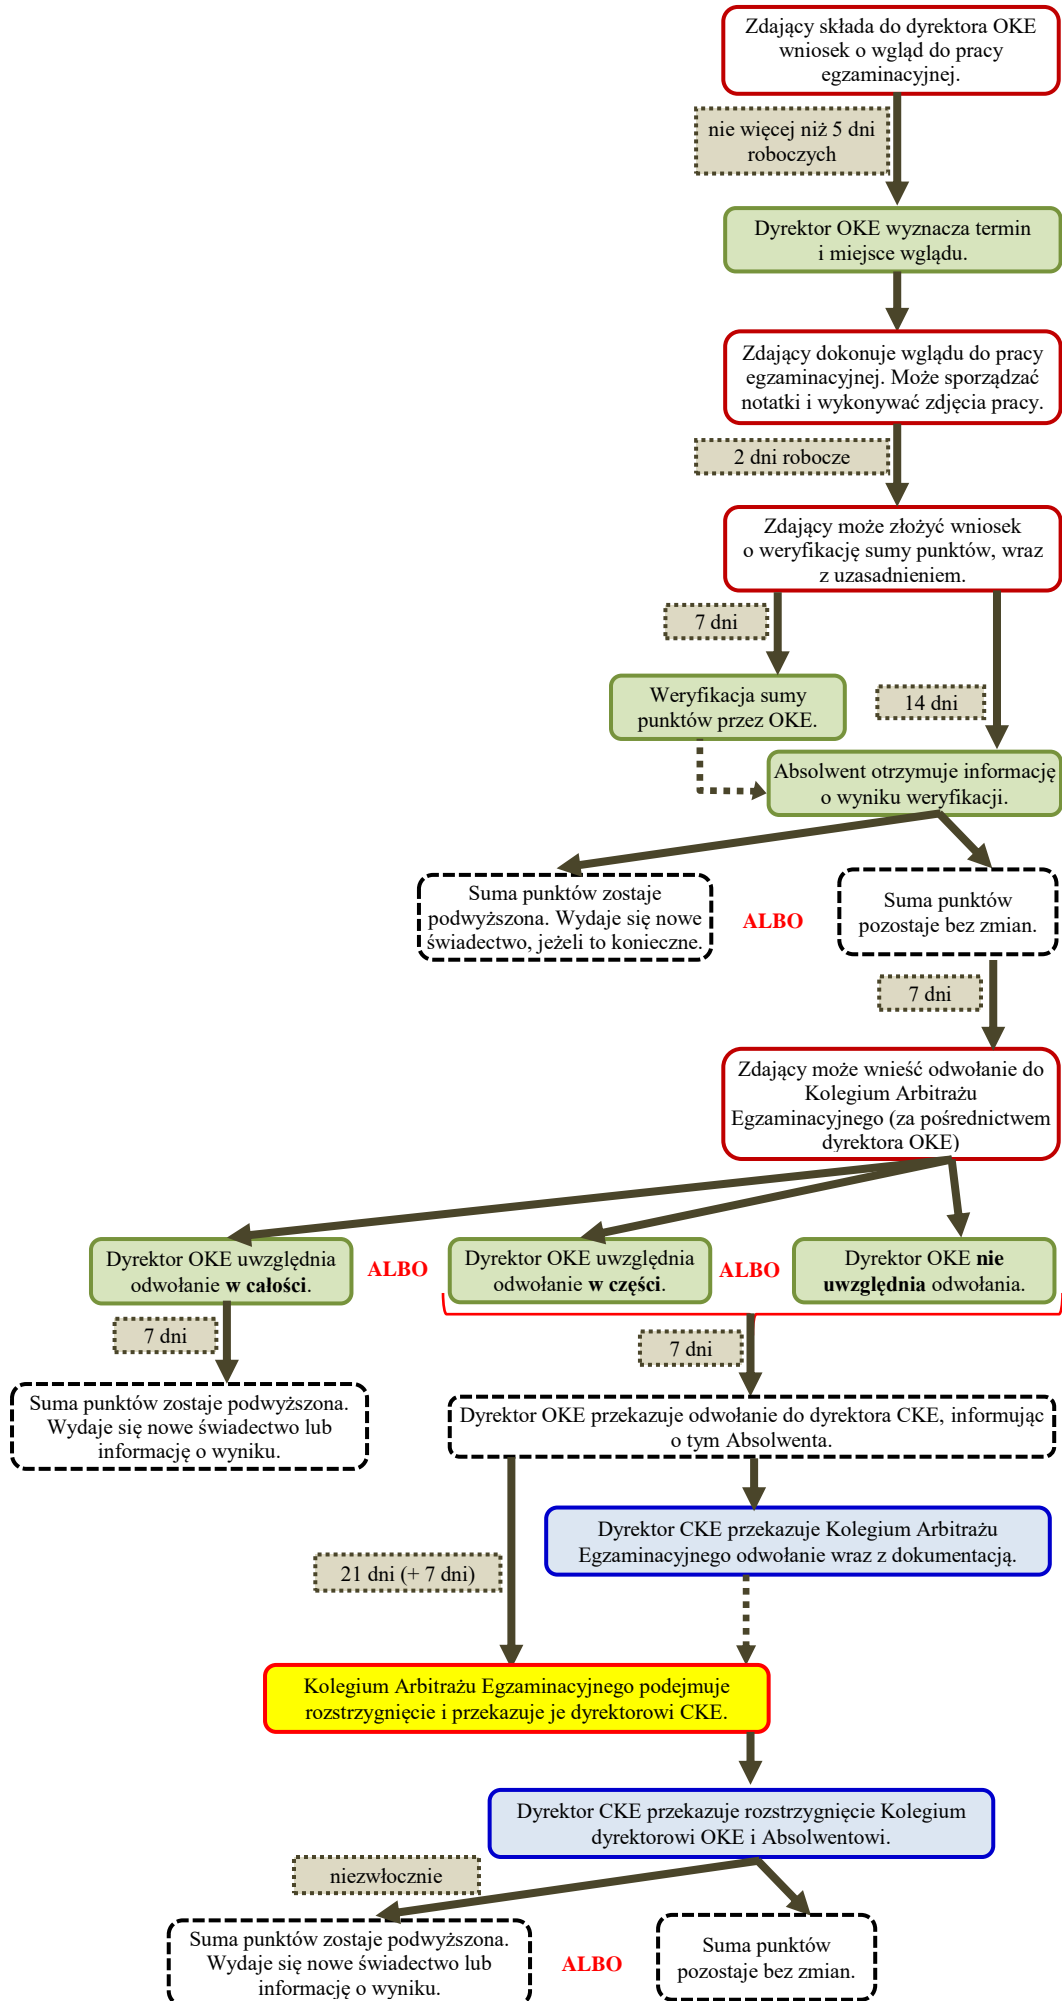 Zdający składa do dyrektora OKE
wniosek o wgląd do pracy
egzaminacyjnej.
nie więcej niż 5 dni
roboczych
Dyrektor OKE wyznacza termin
i miejsce wglądu.
Zdający dokonuje wglądu do pracy
egzaminacyjnej. Może sporządzać
notatki i wykonywać zdjęcia pracy.
2 dni robocze
Zdający może złożyć wniosek
o weryfikację sumy punktów, wraz
z uzasadnieniem.
7 dni
Weryfikacja sumy
punktów przez OKE.
14 dni
Absolwent otrzymuje informację
o wyniku weryfikacji.
Suma punktów zostaje
podwyższona. Wydaje się nowe
świadectwo, jeżeli to konieczne.
ALBO
Suma punktów
pozostaje bez zmian.
7 dni
Zdający może wnieść odwołanie do
Kolegium Arbitrażu
Egzaminacyjnego (za pośrednictwem
dyrektora OKE)
Dyrektor OKE uwzględnia
odwołanie w całości.
ALBO
Dyrektor OKE uwzględnia
odwołanie w części.
ALBO
Dyrektor OKE nie
uwzględnia odwołania.
7 dni
7 dni
Suma punktów zostaje podwyższona.
Wydaje się nowe świadectwo lub
informację o wyniku.
Dyrektor OKE przekazuje odwołanie do dyrektora CKE, informując
o tym Absolwenta.
Dyrektor CKE przekazuje Kolegium Arbitrażu
Egzaminacyjnego odwołanie wraz z dokumentacją.
21 dni (+ 7 dni)
Kolegium Arbitrażu Egzaminacyjnego podejmuje
rozstrzygnięcie i przekazuje je dyrektorowi CKE.
Dyrektor CKE przekazuje rozstrzygnięcie Kolegium
dyrektorowi OKE i Absolwentowi.
niezwłocznie
Suma punktów zostaje podwyższona.
Wydaje się nowe świadectwo lub
informację o wyniku.
ALBO
Suma punktów
pozostaje bez zmian.